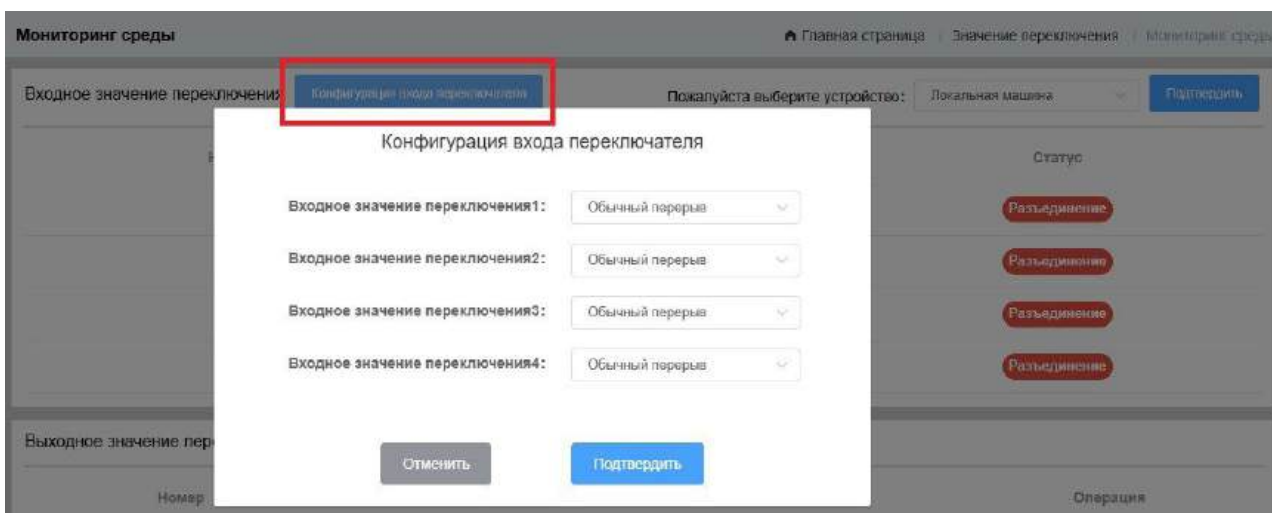 Мониторинг среды
Главная страница / Значение переключения / Мониторинг среды
Входное значение переключения
Конфигурация входа переключателя
Пожалуйста выберите устройство:
Локальная машина
Подтвердить
Конфигурация входа переключателя
Статус
Входное значение переключения1:
Обычный перерыв
Разъединение
Входное значение переключения2:
Обычный перерыв
Разъединение
Входное значение переключения3:
Обычный перерыв
Разъединение
Входное значение переключения4:
Обычный перерыв
Разъединение
Выходное значение пер
Отменить
Подтвердить
Номер
Операция